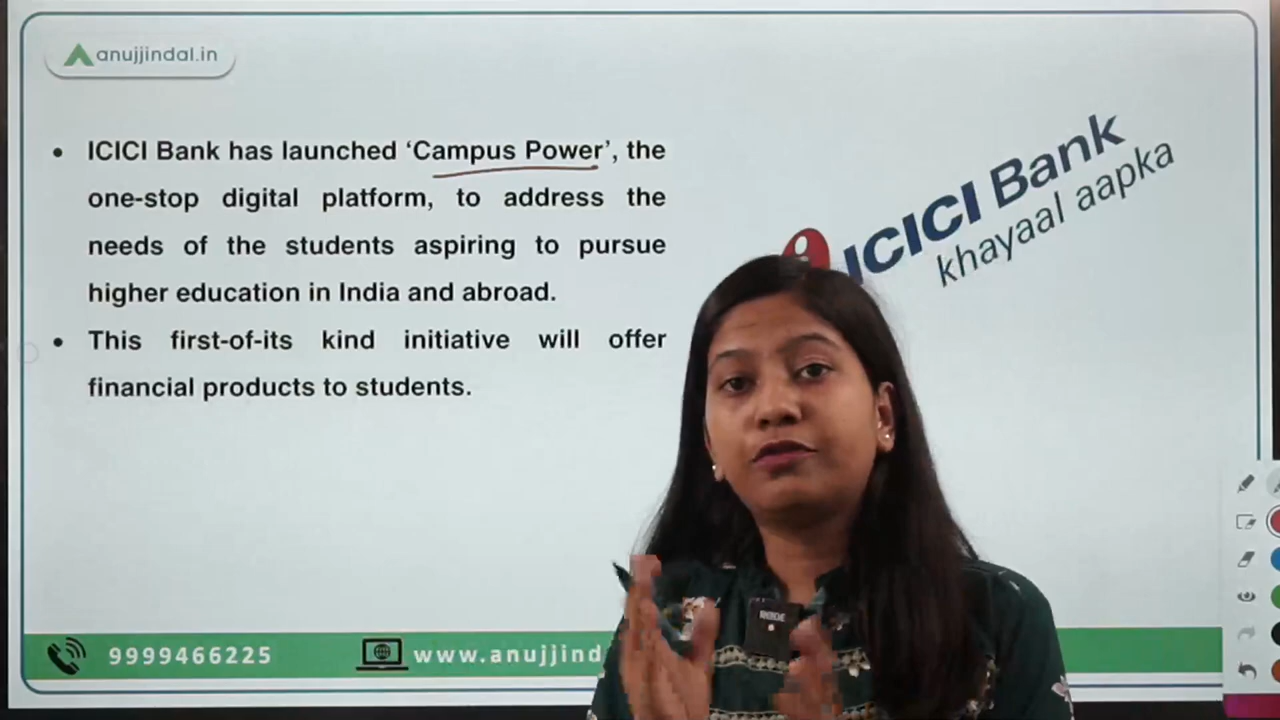 anujjindal.in
• ICICI Bank has launched ‘Campus Power’, the
one-stop digital platform, to address the
needs of the students aspiring to pursue
higher education in India and abroad.
• This first-of-its kind initiative will offer
financial products to students.
ICICI Bank
khayaal aapka
9999466225
www.anujjind